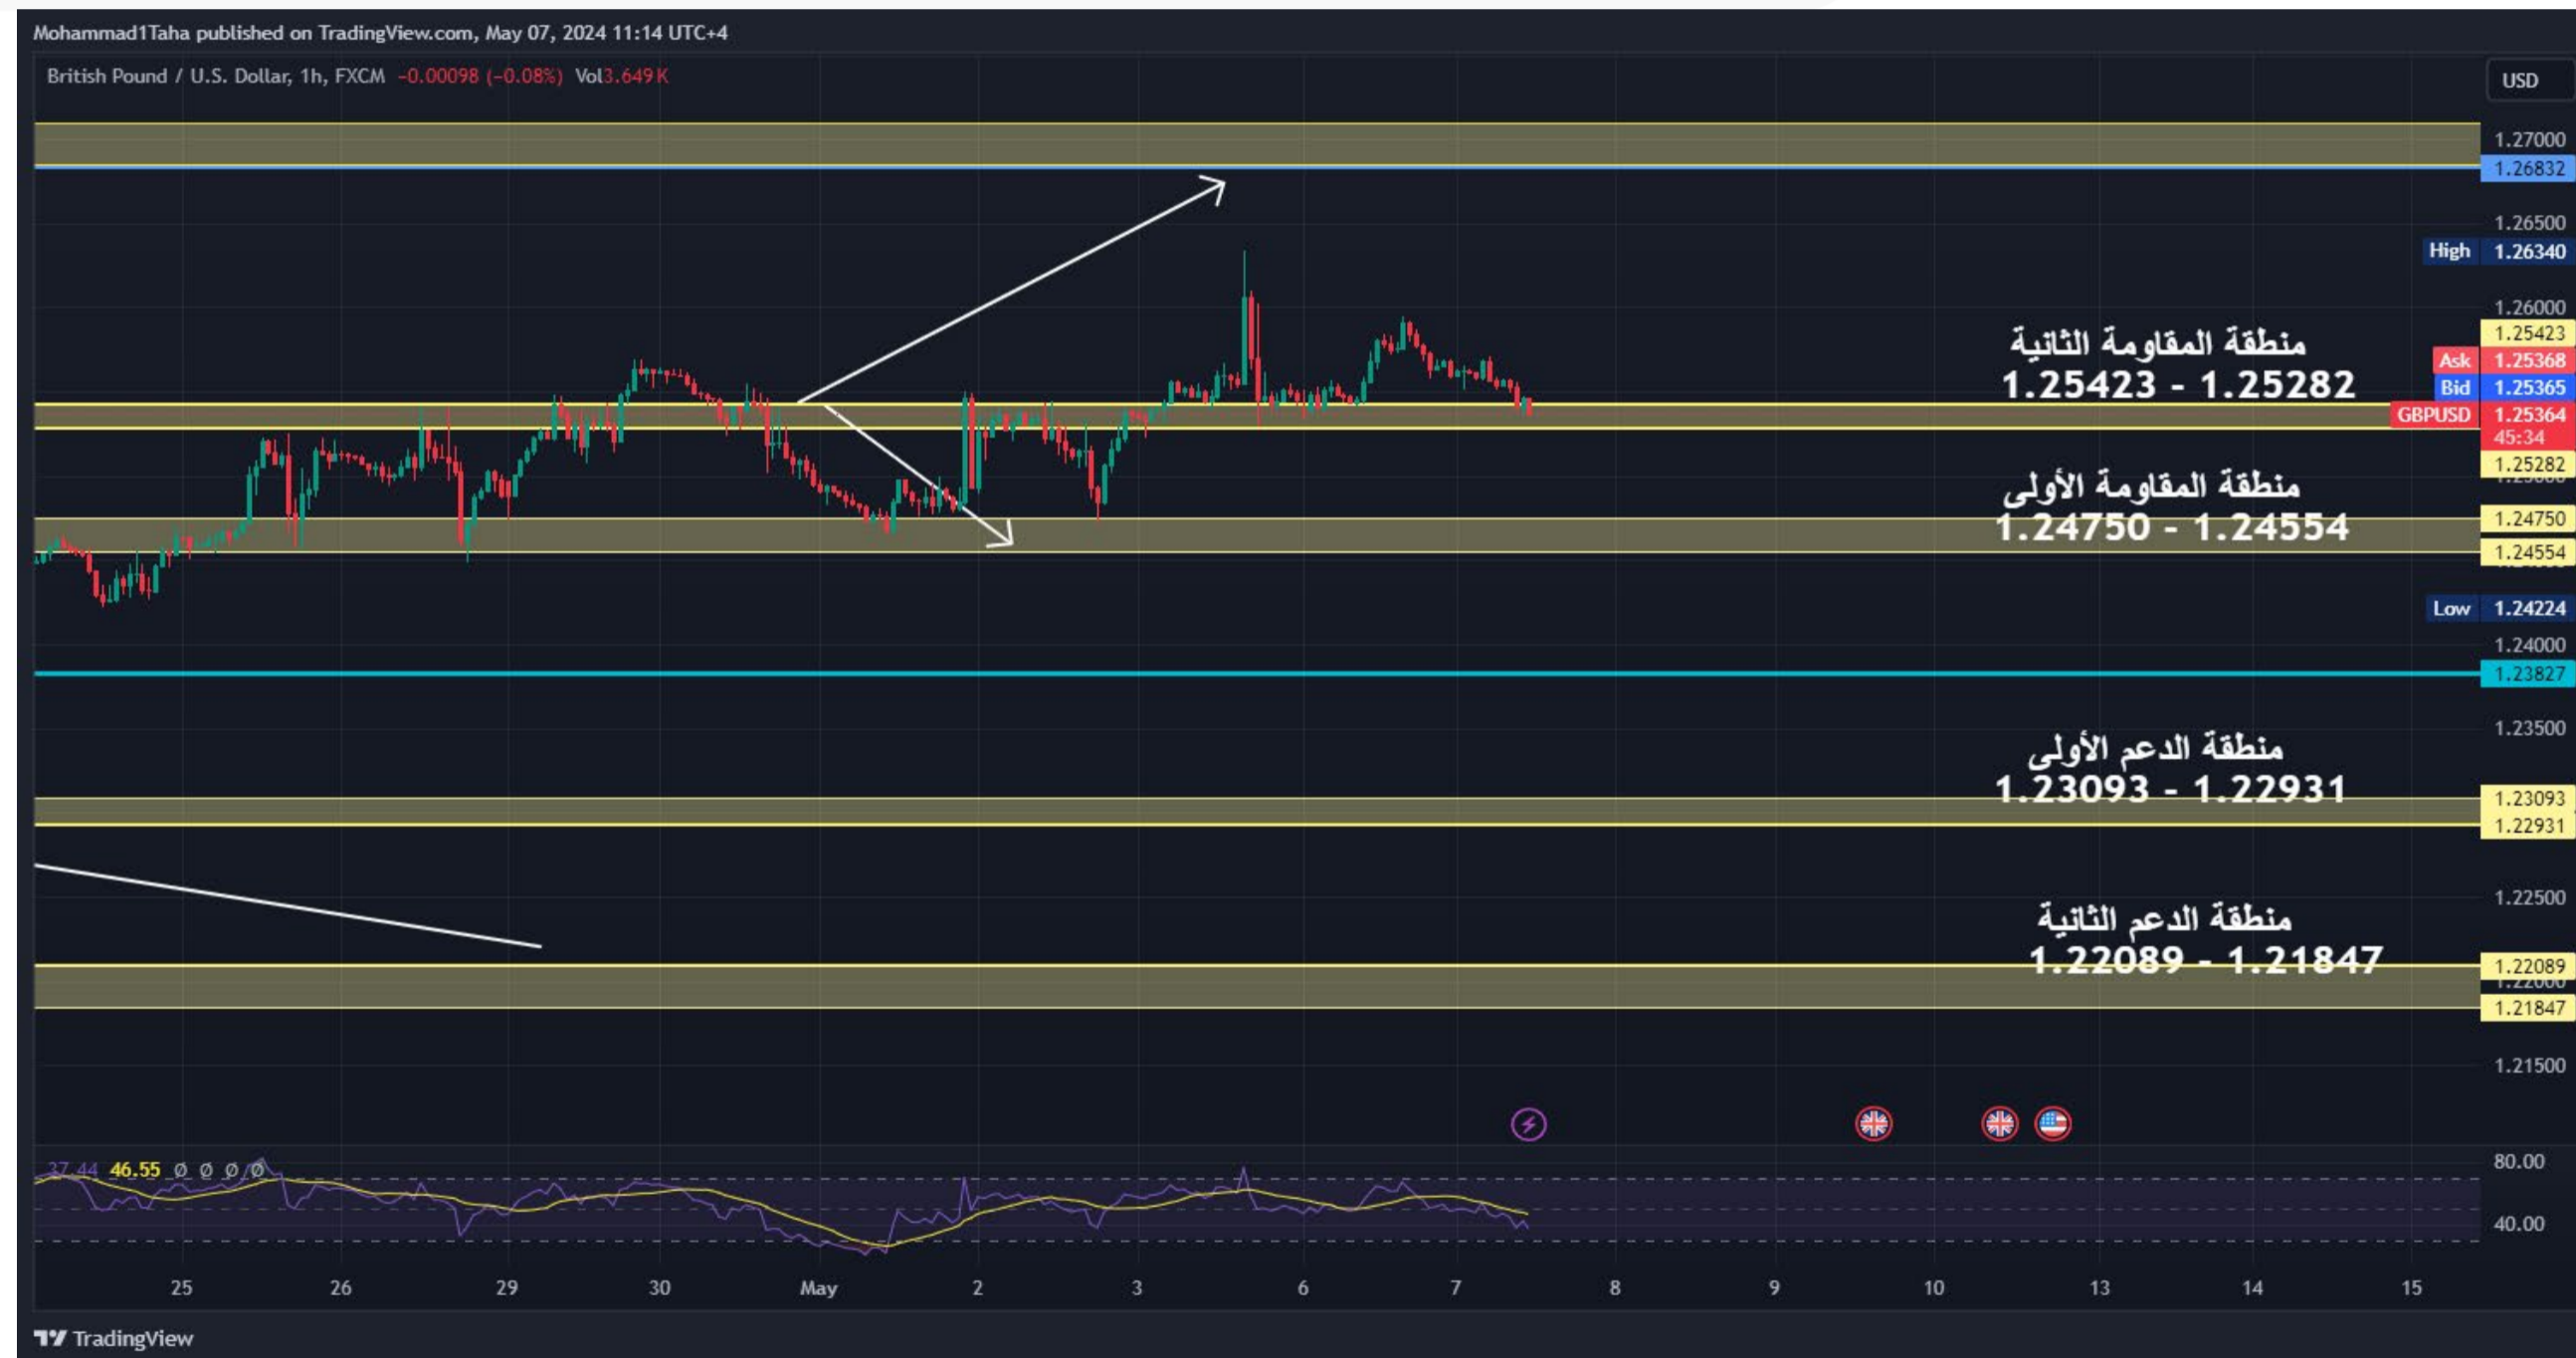 Mohammad1Taha published on TradingView.com, May 07, 2024 11:14 UTC+4
British Pound / U.S. Dollar, 1h, FXCM −0.00098 (−0.08%) Vol3.649 K
USD
1.27000
1.26832
1.26500
High 1.26340
1.26000
منطقة المقاومة الثانية
1.25423 - 1.25282
1.25423
Ask 1.25368
Bid 1.25365
GBPUSD 1.25364
45:34
1.25282
منطقة المقاومة الأولى
1.24750 - 1.24554
1.24750
1.24554
Low 1.24224
1.24000
1.23827
1.23500
منطقة الدعم الأولى
1.23093 - 1.22931
1.23093
1.22931
1.22500
منطقة الدعم الثانية
1.22089 - 1.21847
1.22089
1.22000
1.21847
1.21500
37.44 46.55 Ø Ø Ø Ø
80.00
40.00
25 26 29 30 May 2 3 6 7 8 9 10 13 14 15
TradingView